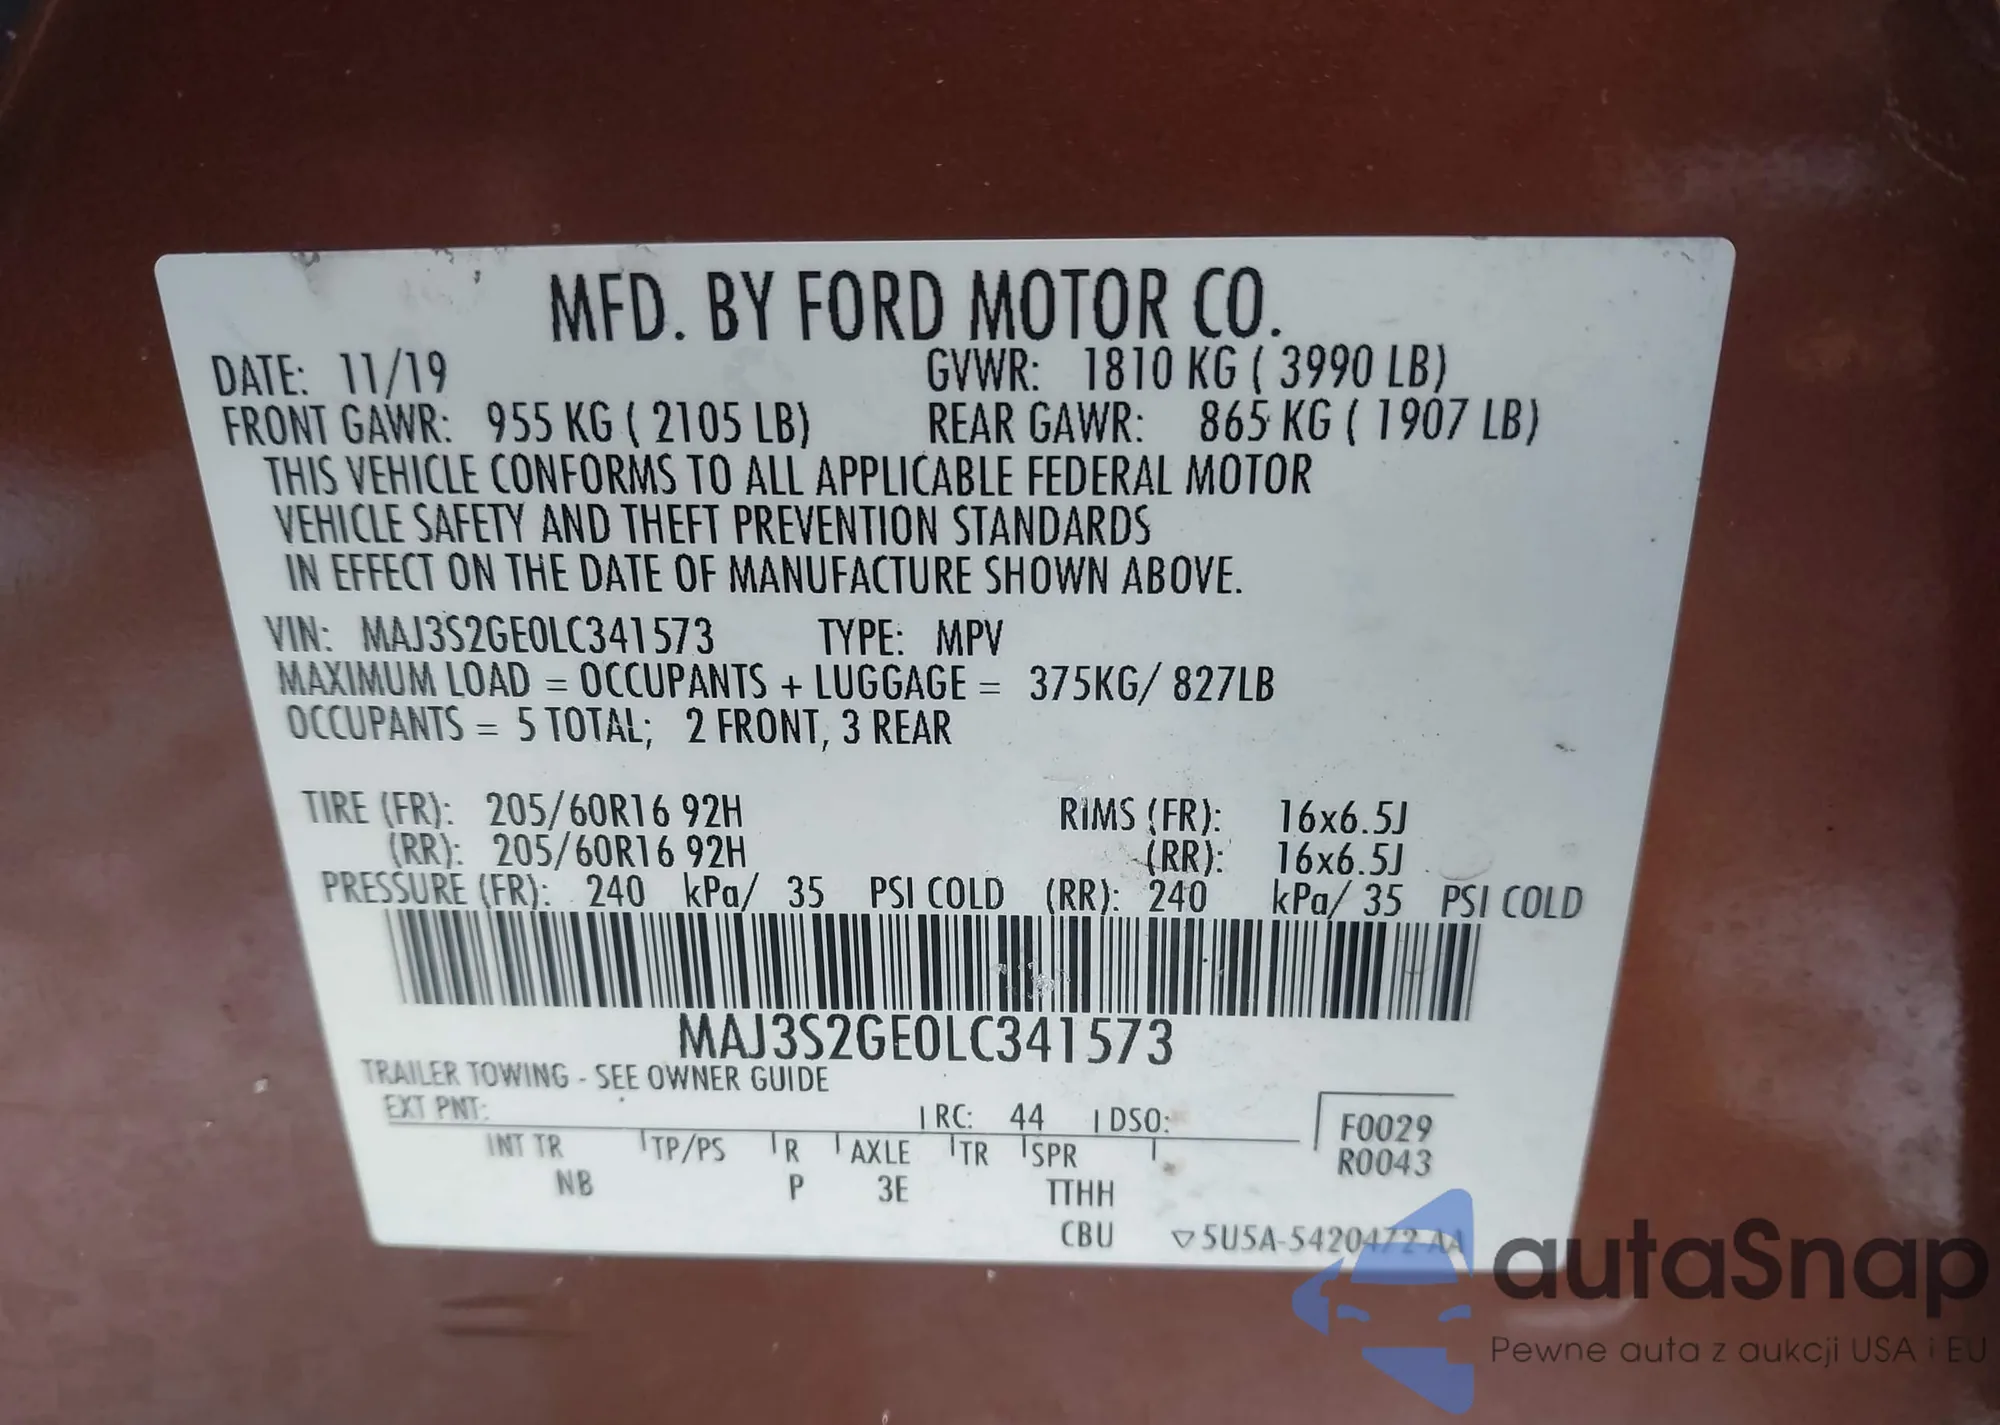 MFD. BY FORD MOTOR CO.
DATE: 11/19 GVWR: 1810 KG ( 3990 LB)
FRONT GAWR: 955 KG ( 2105 LB) REAR GAWR: 865 KG ( 1907 LB)
THIS VEHICLE CONFORMS TO ALL APPLICABLE FEDERAL MOTOR
VEHICLE SAFETY AND THEFT PREVENTION STANDARDS
IN EFFECT ON THE DATE OF MANUFACTURE SHOWN ABOVE.
VIN: MAJ3S2GE0LC341573 TYPE: MPV
MAXIMUM LOAD = OCCUPANTS + LUGGAGE = 375KG/ 827LB
OCCUPANTS = 5 TOTAL; 2 FRONT, 3 REAR
TIRE (FR): 205/60R16 92H RIMS (FR): 16x6.5J
(RR): 205/60R16 92H (RR): 16x6.5J
PRESSURE (FR): 240 kPa/ 35 PSI COLD (RR): 240 kPa/ 35 PSI COLD
MAJ3S2GE0LC341573
TRAILER TOWING - SEE OWNER GUIDE
EXT PNT: RC: 44 DSO: F0029
INT TR TP/PS R AXLE TR SPR R0043
NB P 3E TTHH
CBU ▽5U5A-5420472-AA
autaSnap
Pewne auta z aukcji USA i EU